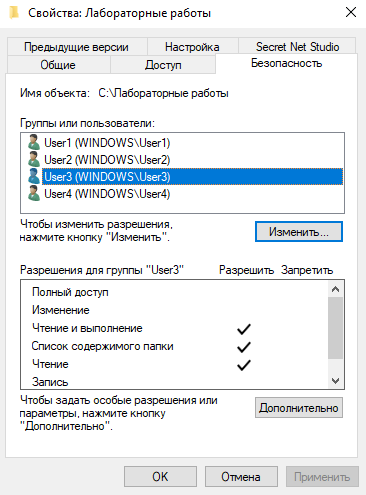 Свойства: Лабораторные работы
Предыдущие версии Настройка Secret Net Studio
Общие Доступ Безопасность
Имя объекта: C:\Лабораторные работы
Группы или пользователи:
User1 (WINDOWS\User1)
User2 (WINDOWS\User2)
User3 (WINDOWS\User3)
User4 (WINDOWS\User4)
Чтобы изменить разрешения,
нажмите кнопку "Изменить".
Изменить...
Разрешения для группы "User3" Разрешить Запретить
Полный доступ
Изменение
Чтение и выполнение
Список содержимого папки
Чтение
Запись
Чтобы задать особые разрешения или
параметры, нажмите кнопку
"Дополнительно".
Дополнительно
OK Отмена Применить